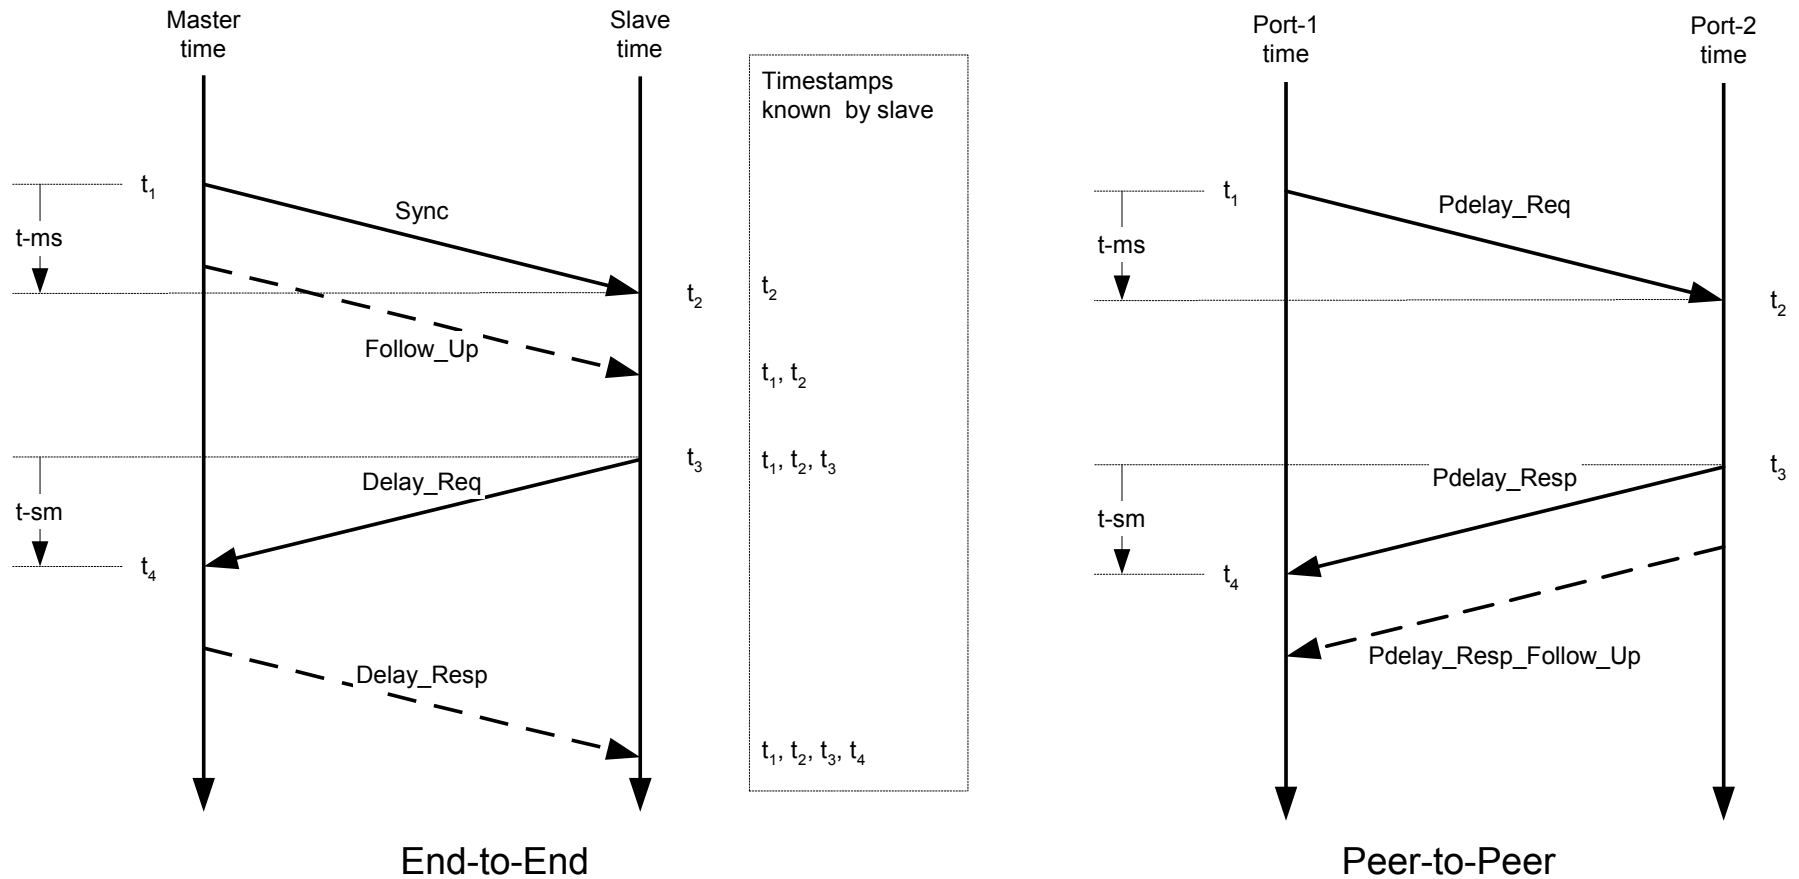 Master
time
Slave
time
Timestamps
known by slave
t1
Sync
t-ms
t2
t2
Follow_Up
t1, t2
t3
t1, t2, t3
Delay_Req
t-sm
t4
Delay_Resp
t1, t2, t3, t4
End-to-End
Port-1
time
Port-2
time
t1
Pdelay_Req
t-ms
t2
t3
Pdelay_Resp
t-sm
t4
Pdelay_Resp_Follow_Up
Peer-to-Peer